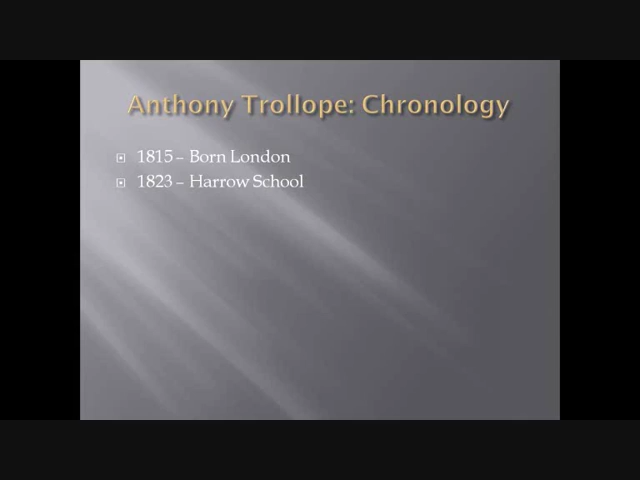 Anthony Trollope: Chronology
1815 – Born London
1823 – Harrow School